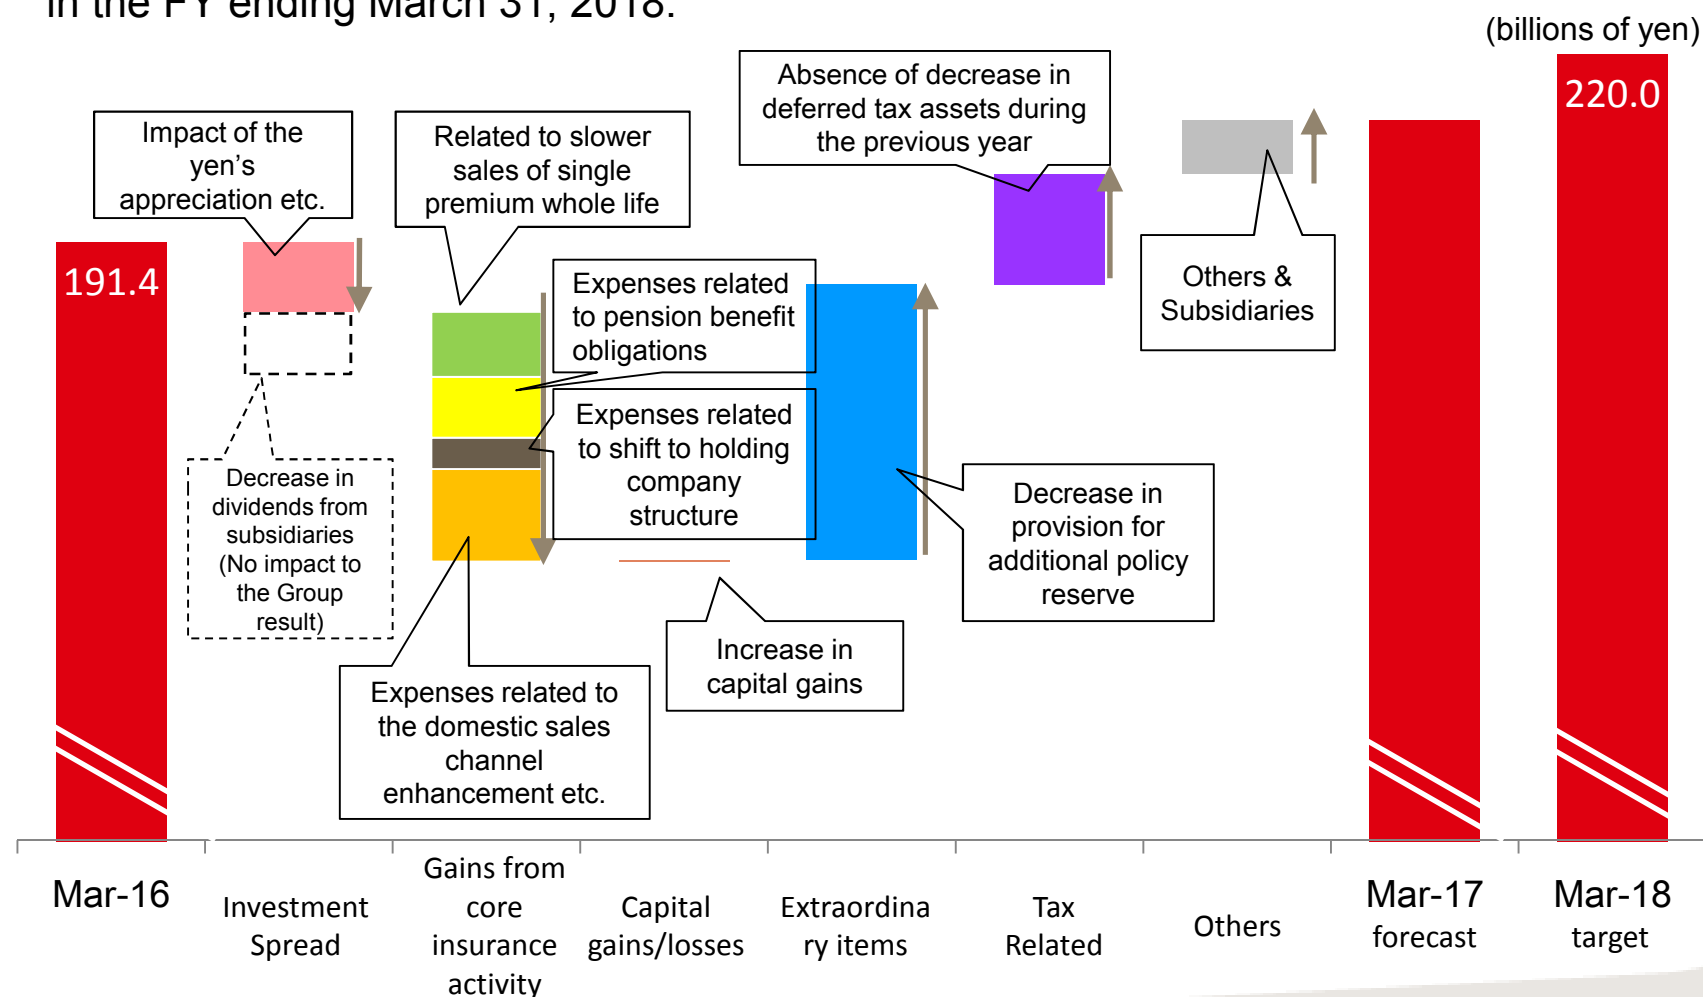 in the FY ending March 31, 2018.
(billions of yen)
Impact of the
yen’s
appreciation etc.
Related to slower
sales of single
premium whole life
Absence of decrease in
deferred tax assets during
the previous year
220.0
191.4
Expenses related
to pension benefit
obligations
Others &
Subsidiaries
Expenses related
to shift to holding
company
structure
Decrease in
dividends from
subsidiaries
(No impact to
the Group
result)
Decrease in
provision for
additional policy
reserve
Increase in
capital gains
Expenses related to
the domestic sales
channel
enhancement etc.
Mar-16
Investment
Spread
Gains from
core
insurance
activity
Capital
gains/losses
Extraordina
ry items
Tax
Related
Others
Mar-17
forecast
Mar-18
target